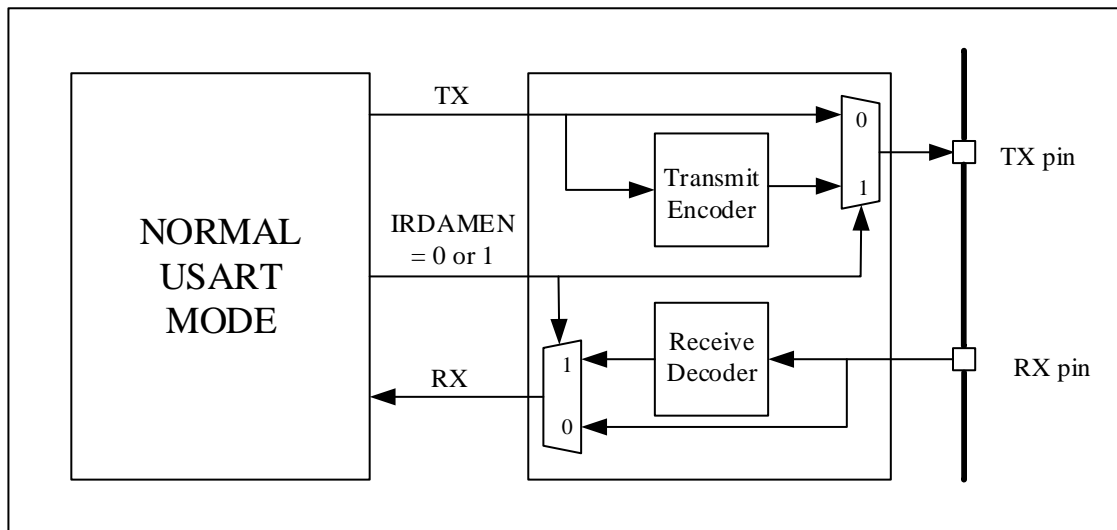 TX
0
TX pin
Transmit
Encoder
1
NORMAL
USART
MODE
IRDAMEN
= 0 or 1
Receive
Decoder
1
RX pin
RX
0